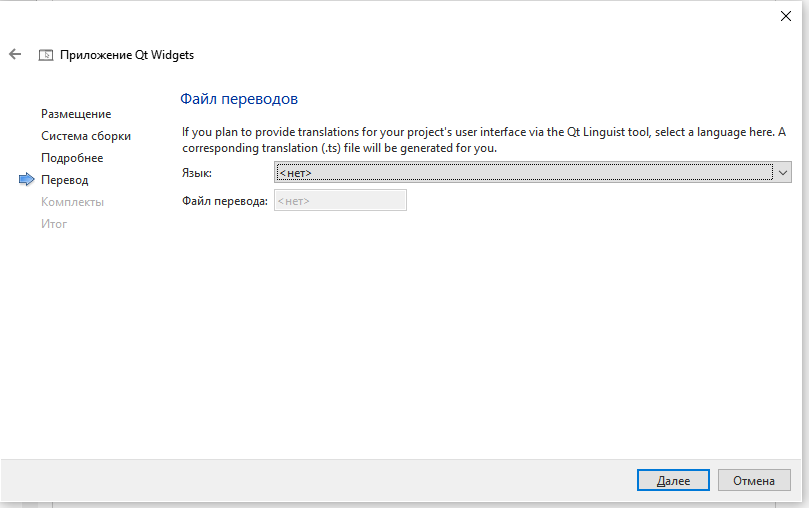 Приложение Qt Widgets
Размещение
Система сборки
Подробнее
Перевод
Комплекты
Итог
Файл переводов
If you plan to provide translations for your project's user interface via the Qt Linguist tool, select a language here. A
corresponding translation (.ts) file will be generated for you.
Язык: <нет>
Файл перевода: <нет>
Далее Отмена